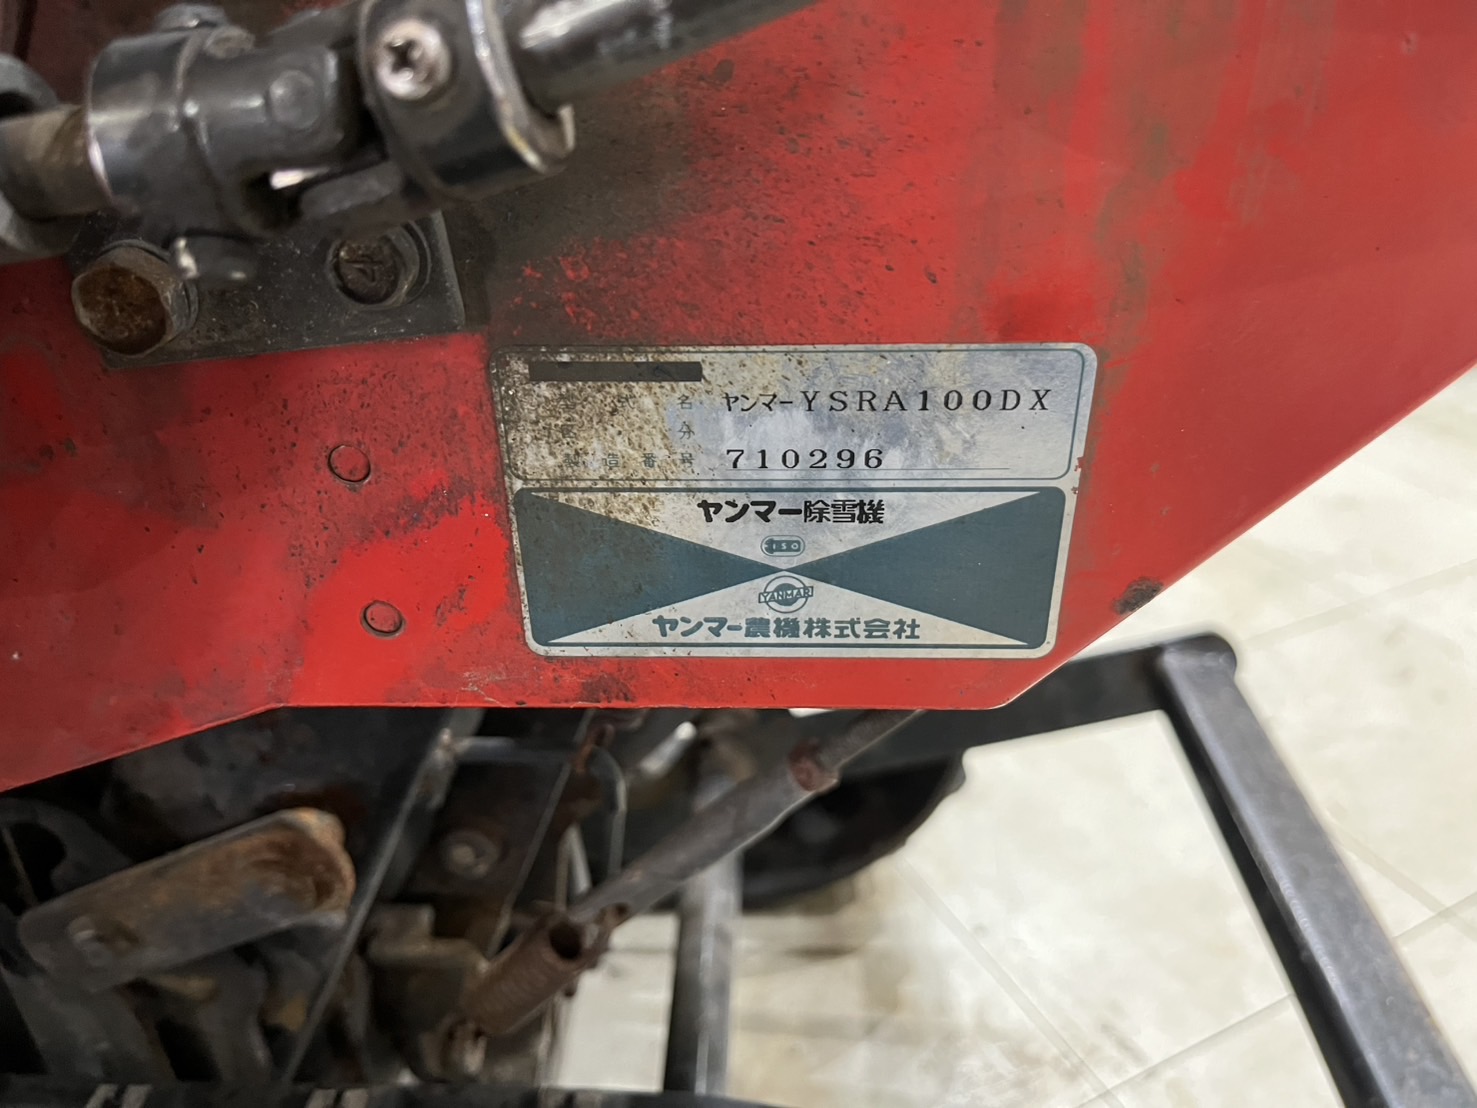 名 ヤンマーYSRA100DX
分
製造番号 710296
ヤンマー除雪機
ISO
YANMAR
ヤンマー農機株式会社